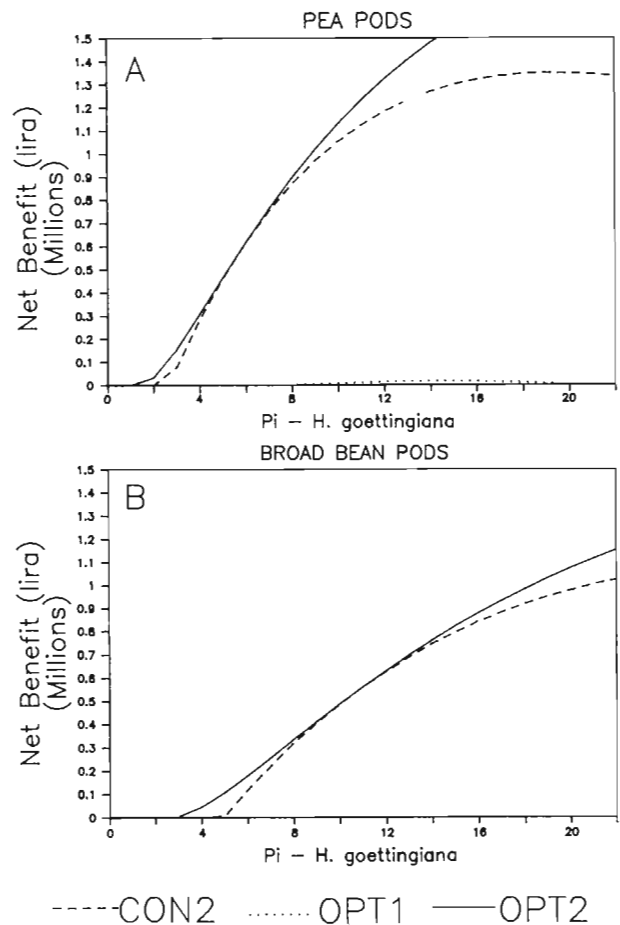 PEA PODS
A
Net Benefit (lira)
(Millions)
1.5
1.4
1.3
1.2
1.1
1
0.9
0.8
0.7
0.6
0.5
0.4
0.3
0.2
0.1
0
0 4 8 12 16 20
Pi – H. goettingiana
BROAD BEAN PODS
B
Net Benefit (lira)
(Millions)
1.5
1.4
1.3
1.2
1.1
1
0.9
0.8
0.7
0.6
0.5
0.4
0.3
0.2
0.1
0
0 4 8 12 16 20
Pi – H. goettingiana
CON2 OPT1 OPT2